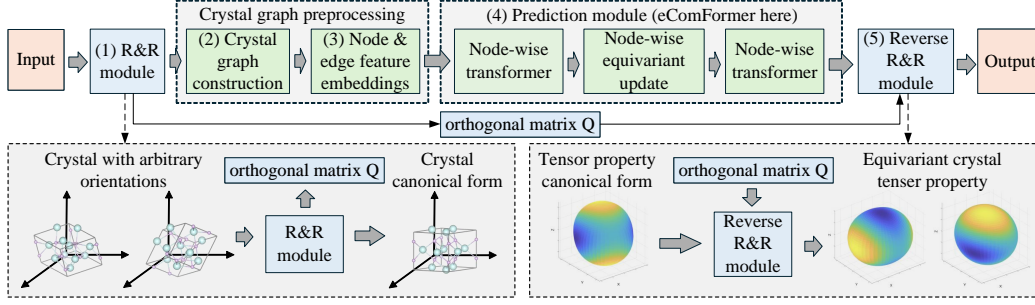 Crystal graph preprocessing
(4) Prediction module (eComFormer here)
Input
(1) R&R
module
(2) Crystal
graph
construction
(3) Node &
edge feature
embeddings
Node-wise
transformer
Node-wise
equivariant
update
Node-wise
transformer
(5) Reverse
R&R
module
Output
orthogonal matrix Q
Crystal with arbitrary
orientations
orthogonal matrix Q
R&R
module
Crystal
canonical form
Tensor property
canonical form
orthogonal matrix Q
Reverse
R&R
module
Equivariant crystal
tenser property